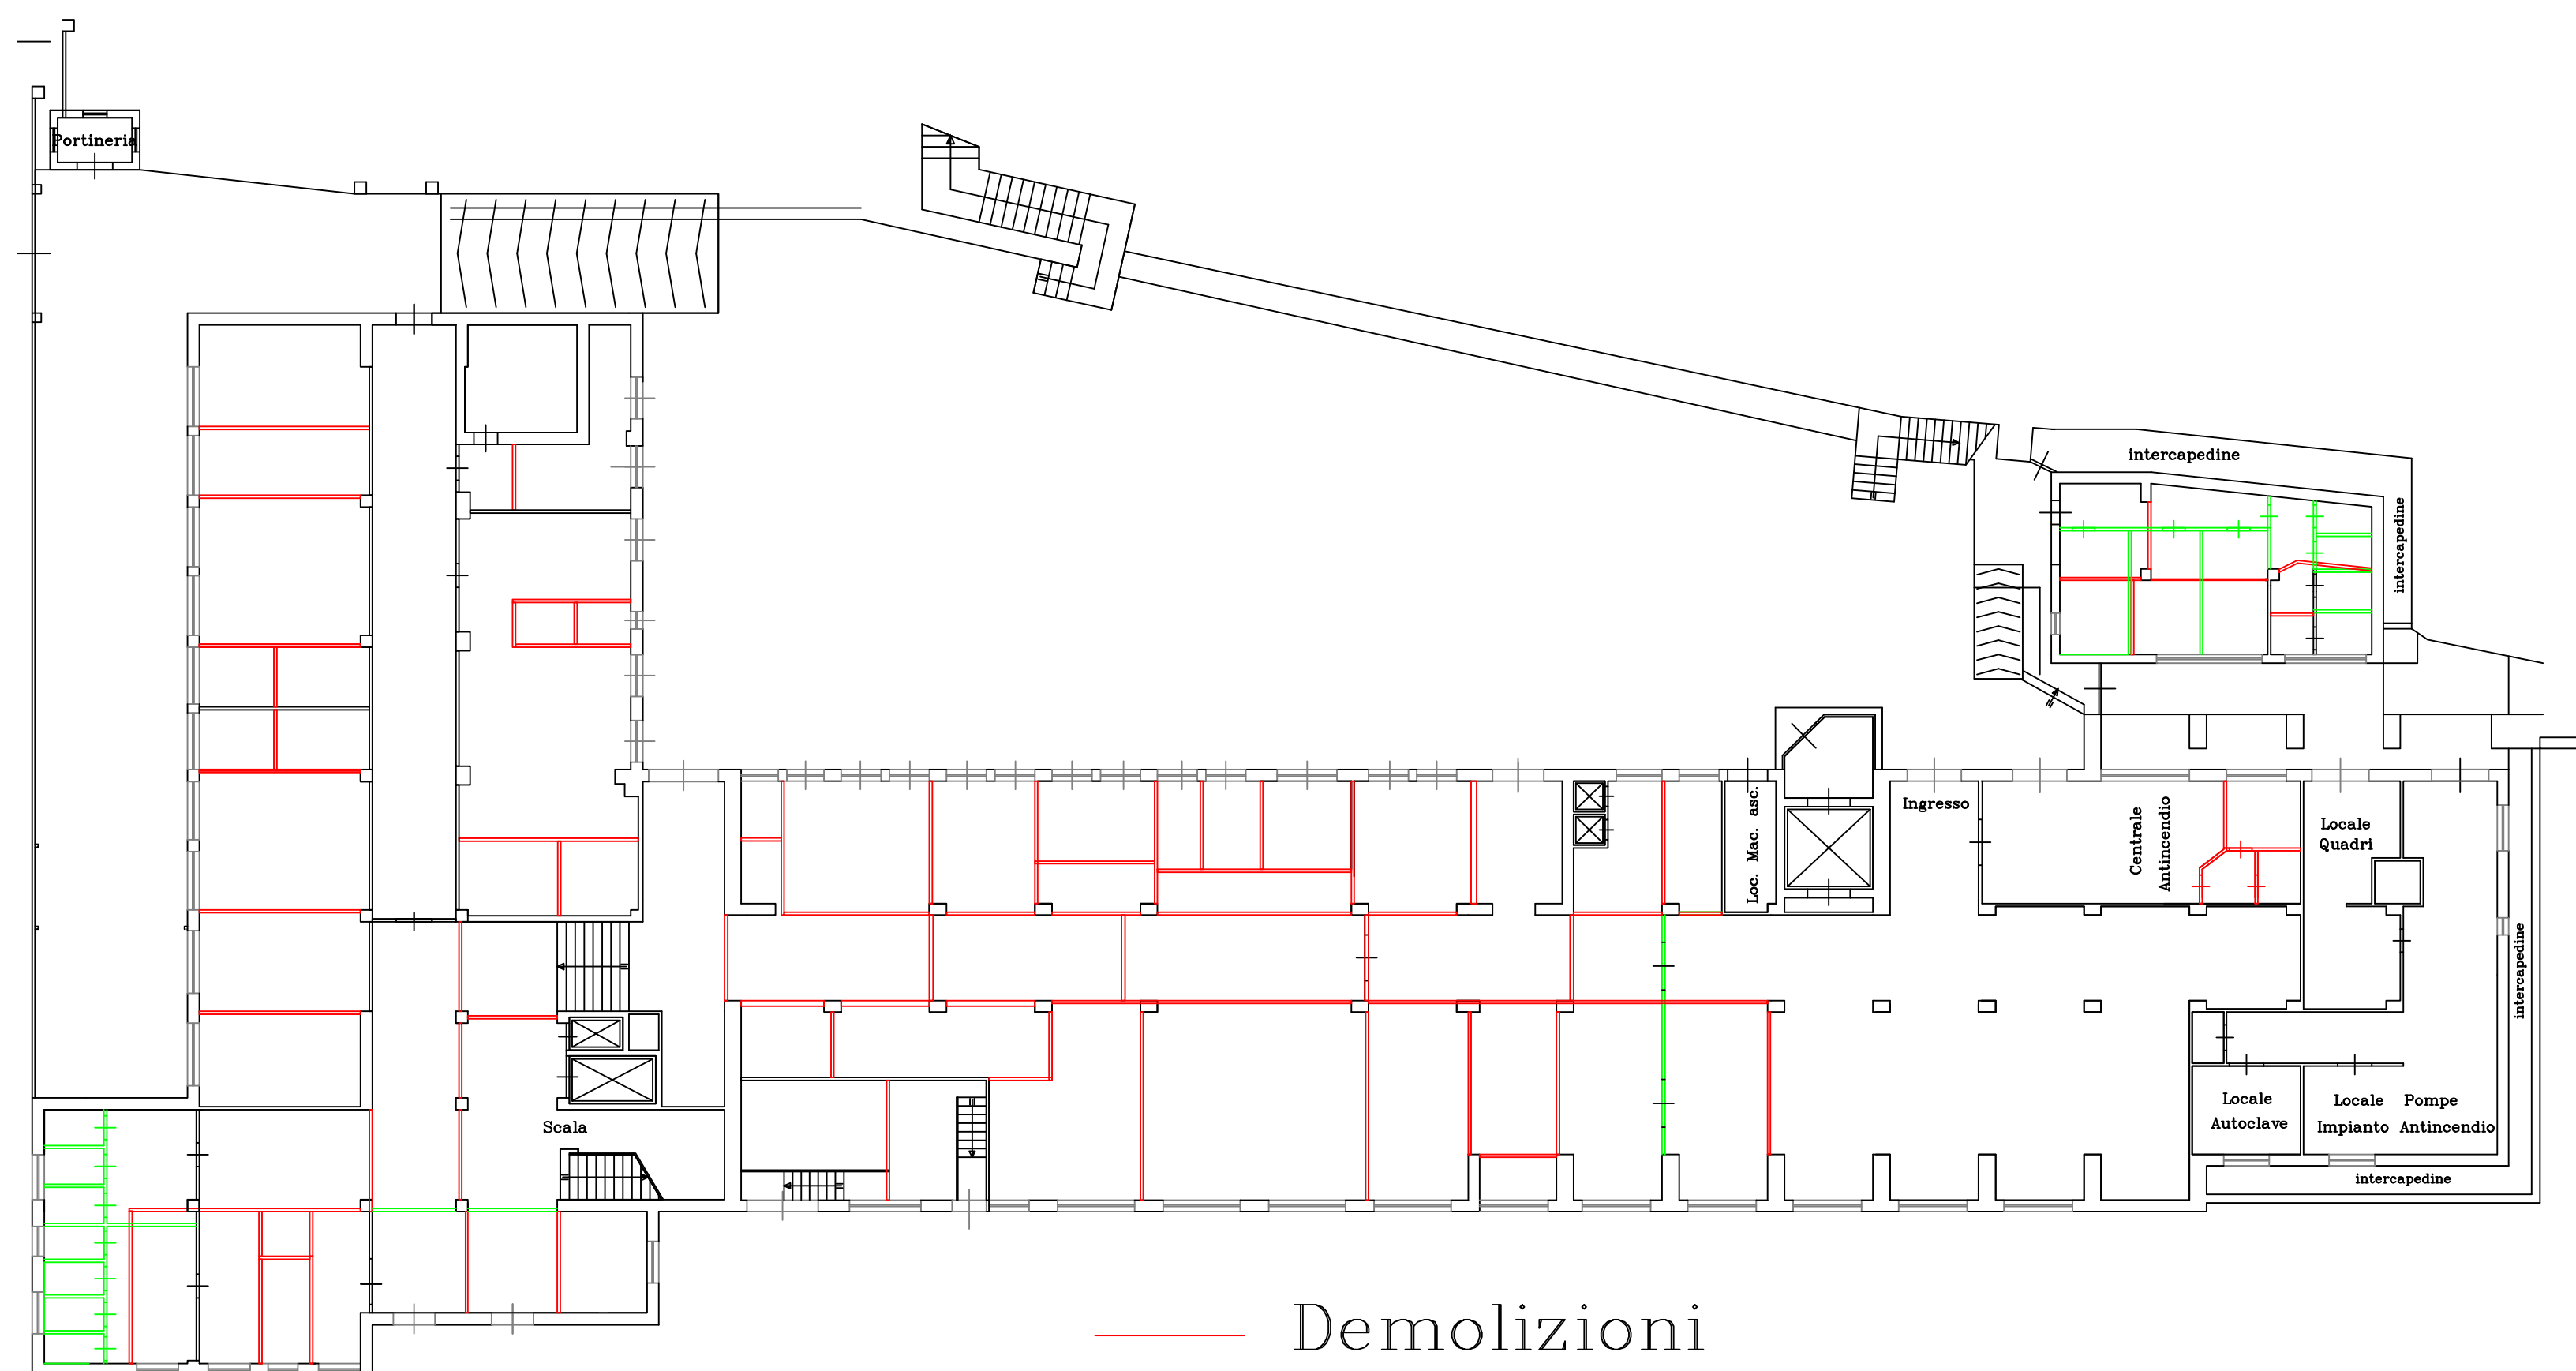 Portineria
intercapedine
intercapedine
Ingresso
Loc. Mac. asc.
Centrale
Antincendio
Locale
Quadri
intercapedine
Locale
Autoclave
Locale Pompe
Impianto Antincendio
Scala
intercapedine
Demolizioni